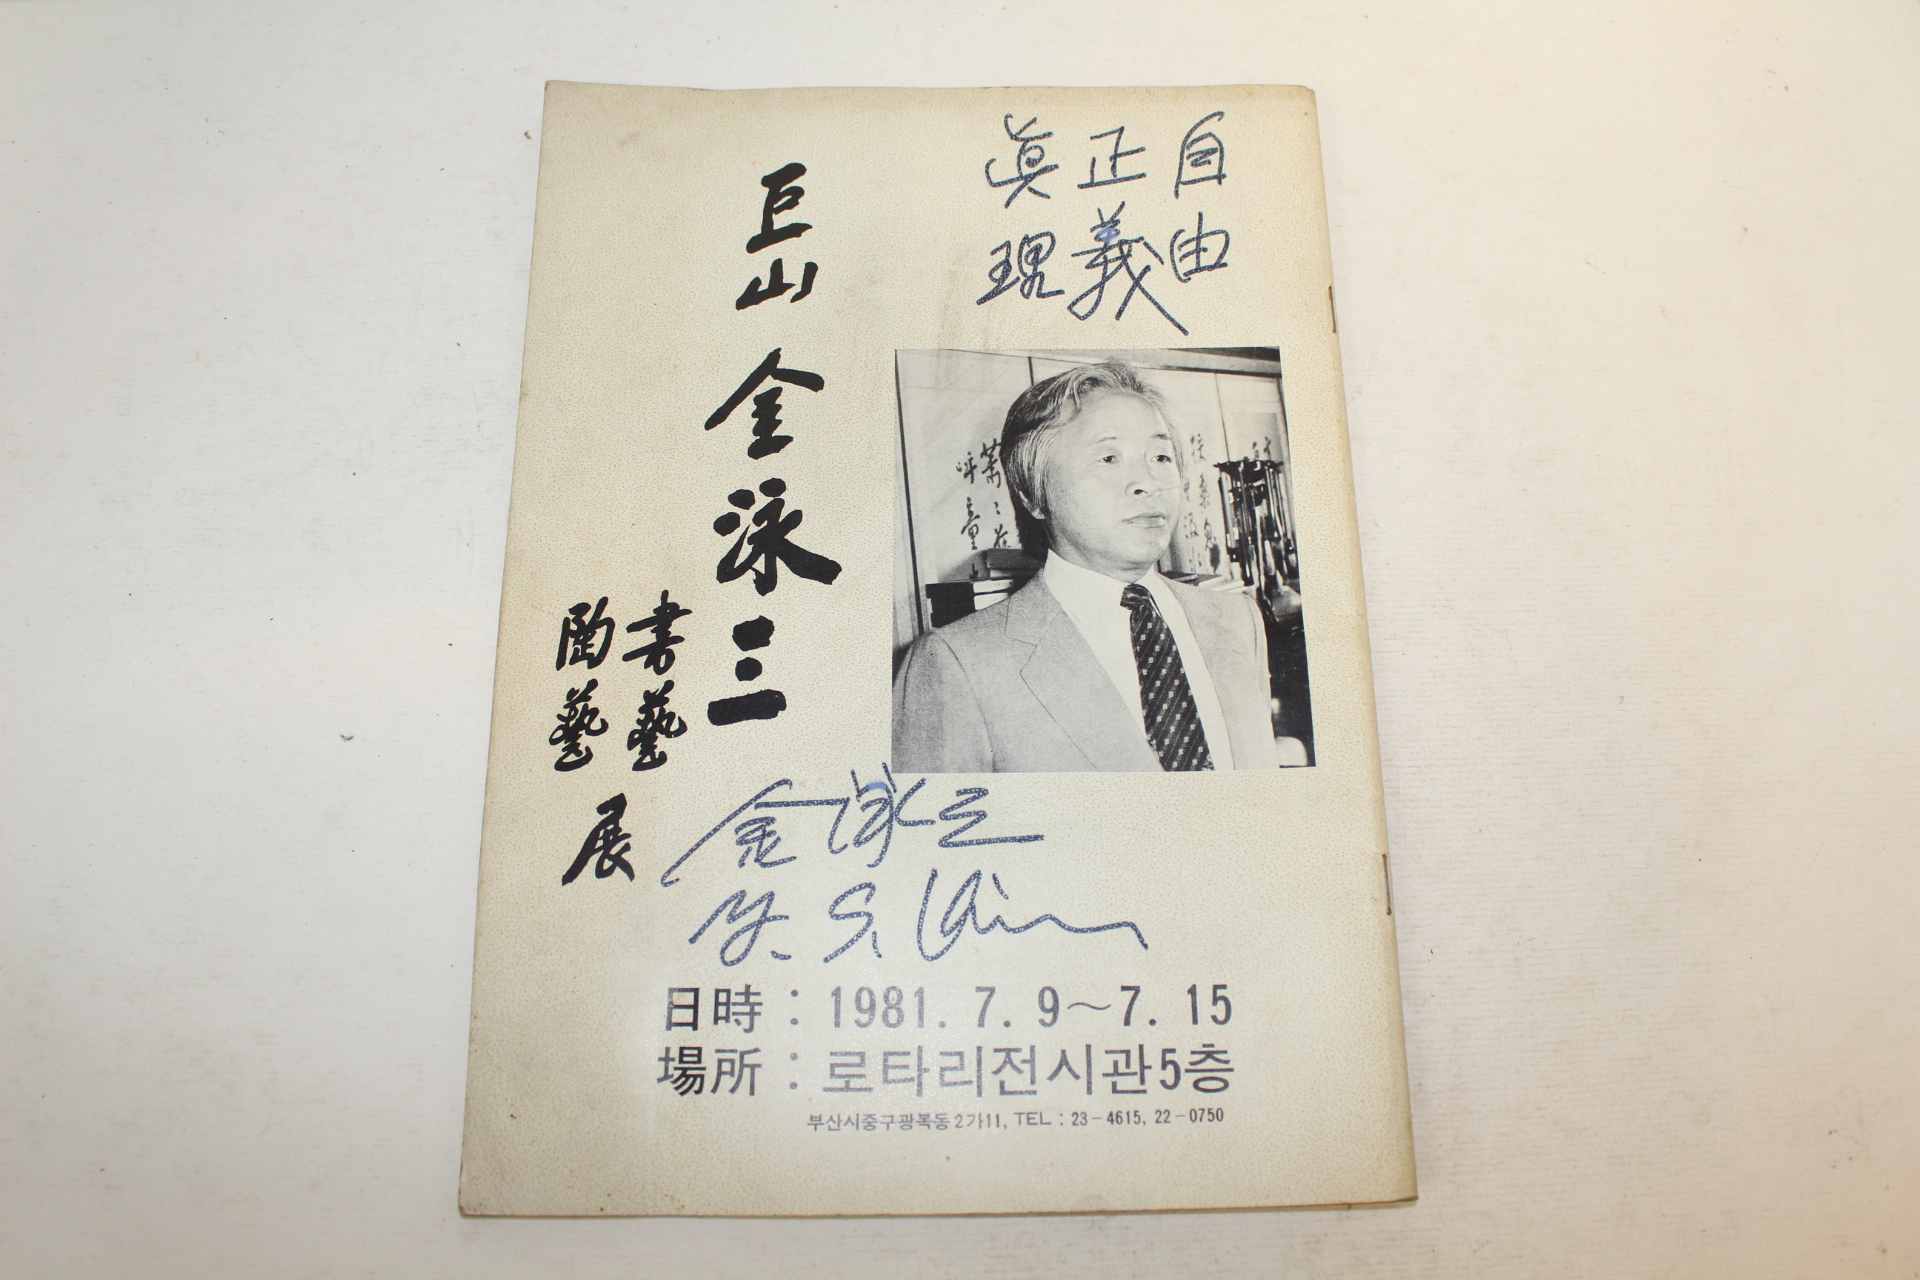 自由
正義
眞理
巨山 金泳三
書藝
陶藝
展
金泳三
Y. S. Kim
日時 : 1981. 7. 9~7. 15
場所 : 로타리전시관5층
부산시중구광복동2가11, TEL : 23-4615, 22-0750